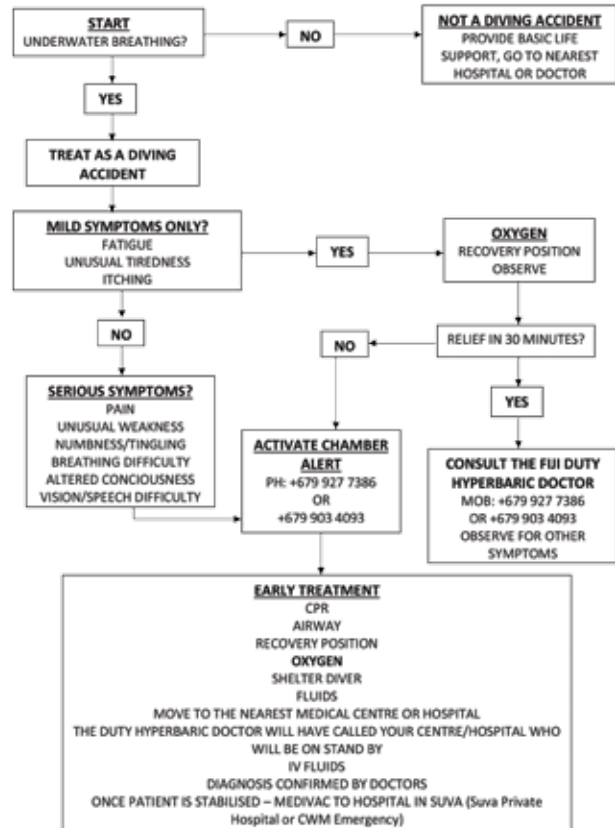 START
UNDERWATER BREATHING?
NO
NOT A DIVING ACCIDENT
PROVIDE BASIC LIFE
SUPPORT, GO TO NEAREST
HOSPITAL OR DOCTOR
YES
TREAT AS A DIVING
ACCIDENT
MILD SYMPTOMS ONLY?
FATIGUE
UNUSUAL TIREDNESS
ITCHING
YES
OXYGEN
RECOVERY POSITION
OBSERVE
NO
NO
RELIEF IN 30 MINUTES?
YES
SERIOUS SYMPTOMS?
PAIN
UNUSUAL WEAKNESS
NUMBNESS/TINGLING
BREATHING DIFFICULTY
ALTERED CONCIOUSNESS
VISION/SPEECH DIFFICULTY
ACTIVATE CHAMBER
ALERT
PH: +679 927 7386
OR
+679 903 4093
CONSULT THE FIJI DUTY
HYPERBARIC DOCTOR
MOB: +679 927 7386
OR +679 903 4093
OBSERVE FOR OTHER
SYMPTOMS
EARLY TREATMENT
CPR
AIRWAY
RECOVERY POSITION
OXYGEN
SHELTER DIVER
FLUIDS
MOVE TO THE NEAREST MEDICAL CENTRE OR HOSPITAL
THE DUTY HYPERBARIC DOCTOR WILL HAVE CALLED YOUR CENTRE/HOSPITAL WHO
WILL BE ON STAND BY
IV FLUIDS
DIAGNOSIS CONFIRMED BY DOCTORS
ONCE PATIENT IS STABILISED – MEDIVAC TO HOSPITAL IN SUVA (Suva Private
Hospital or CWM Emergency)